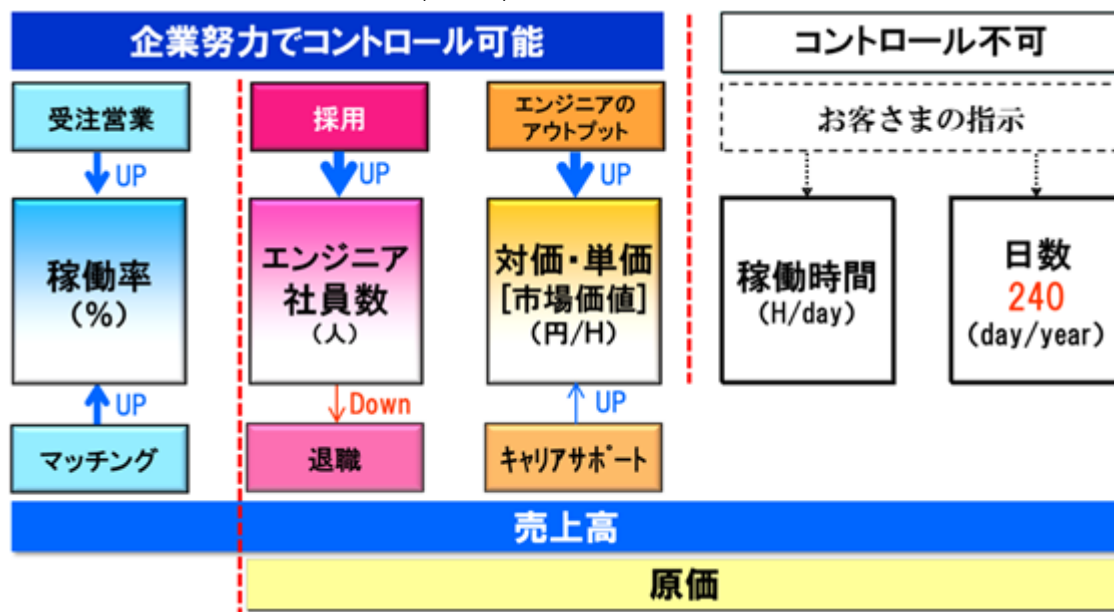 企業努力でコントロール可能
コントロール不可
受注営業
採用
エンジニアの
アウトプット
お客さまの指示
UP
UP
UP
稼働率
(%)
エンジニア
社員数
(人)
対価・単価
[市場価値]
(円/H)
稼働時間
(H/day)
日数
240
(day/year)
UP
Down
UP
マッチング
退職
キャリアサポート
売上高
原価